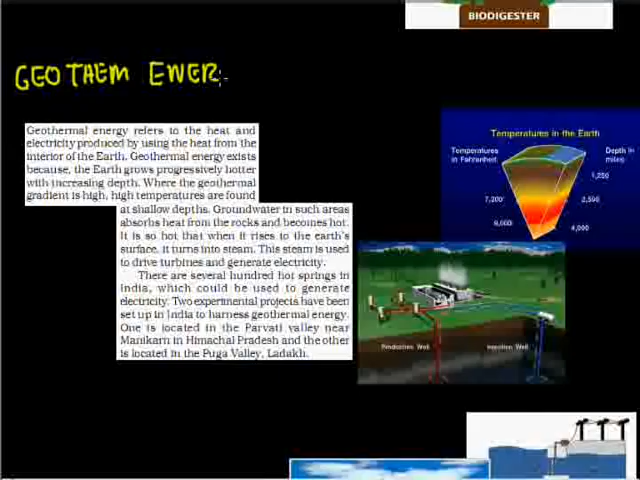 BIODIGESTER
GEOTHEM ENER
Geothermal energy refers to the heat and
electricity produced by using the heat from the
interior of the Earth. Geothermal energy exists
because, the Earth grows progressively hotter
with increasing depth. Where the geothermal
gradient is high, high temperatures are found
at shallow depths. Groundwater in such areas
absorbs heat from the rocks and becomes hot.
It is so hot that when it rises to the earth's
surface, it turns into steam. This steam is used
to drive turbines and generate electricity.
There are several hundred hot springs in
India, which could be used to generate
electricity. Two experimental projects have been
set up in India to harness geothermal energy.
One is located in the Parvati valley near
Manikarn in Himachal Pradesh and the other
is located in the Puga Valley, Ladakh.
Temperatures in the Earth
Temperatures
in Fahrenheit
Depth in
miles
1,250
7,200
2,500
4,000
Production Well
Injection Well